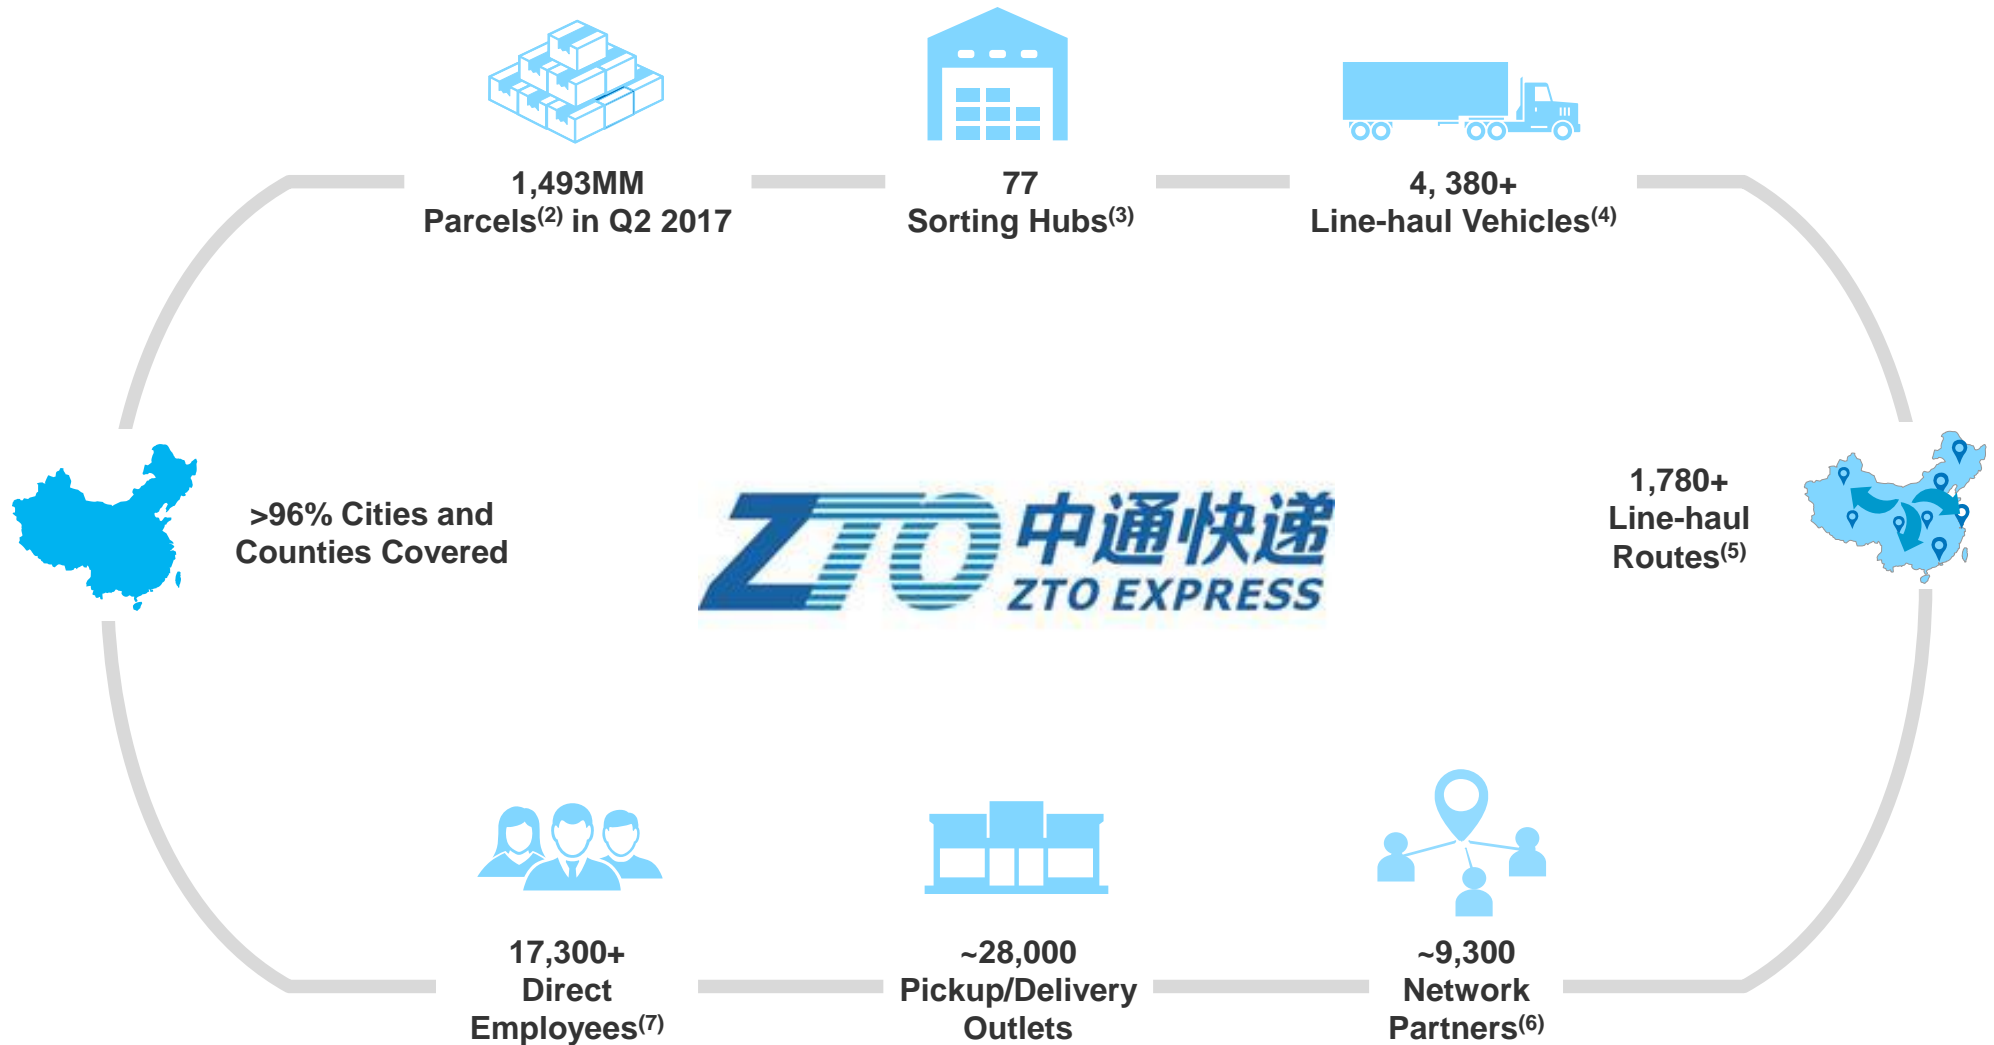 1,493MM
Parcels(2) in Q2 2017
77
Sorting Hubs(3)
4, 380+
Line-haul Vehicles(4)
>96% Cities and
Counties Covered
ZTO 中通快递
ZTO EXPRESS
1,780+
Line-haul
Routes(5)
17,300+
Direct
Employees(7)
~28,000
Pickup/Delivery
Outlets
~9,300
Network
Partners(6)